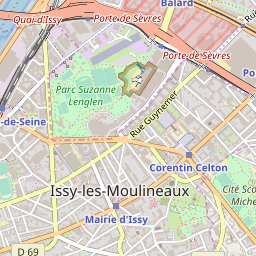 Balard
Quai d'Issy
Porte de Sèvres
Porte de Sèvres
Parc Suzanne
Lenglen
Rue Guynemer
-de-Seine
Corentin Celton
Issy-les-Moulineaux
Cité Sc
Miche
Mairie d'Issy
D 69